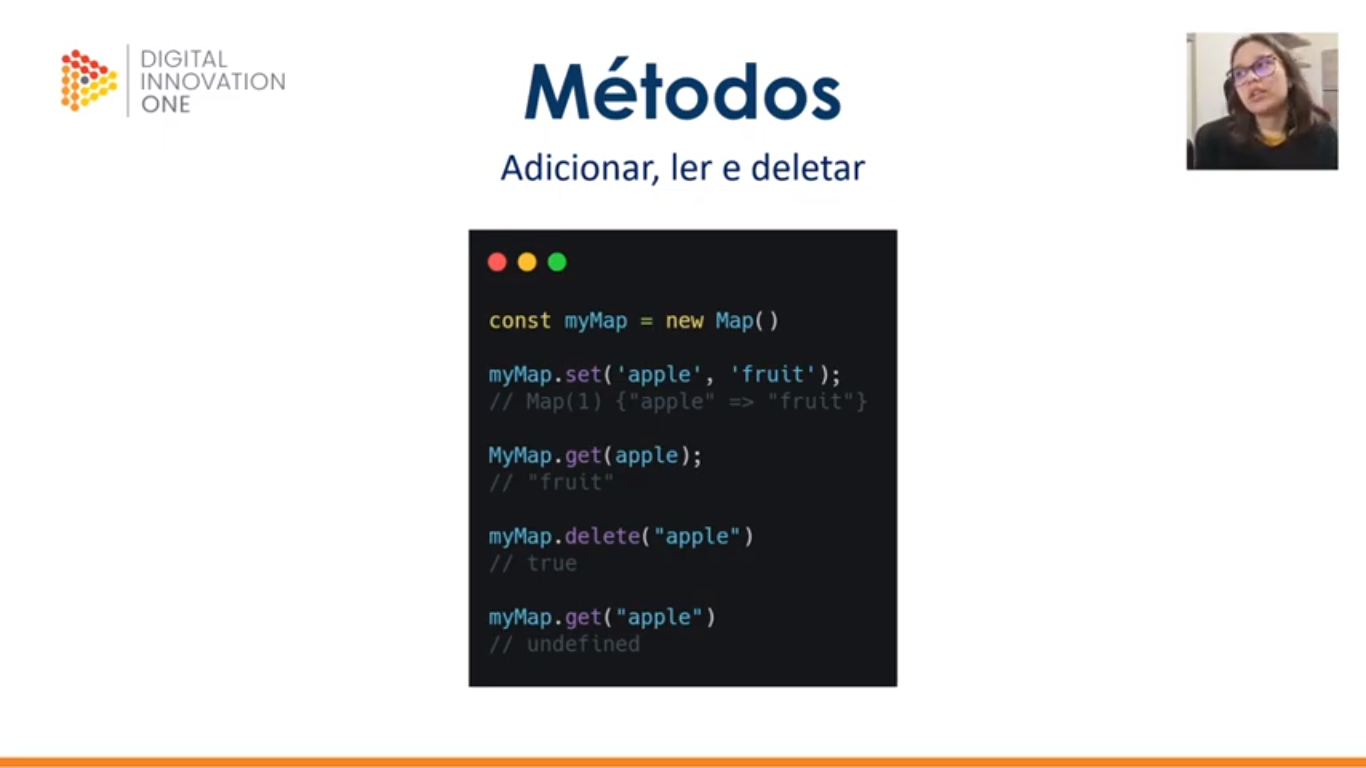 DIGITAL
INNOVATION
ONE
Métodos
Adicionar, ler e deletar
const myMap = new Map()
myMap.set('apple', 'fruit');
// Map(1) {"apple" => "fruit"}
MyMap.get(apple);
// "fruit"
myMap.delete("apple")
// true
myMap.get("apple")
// undefined